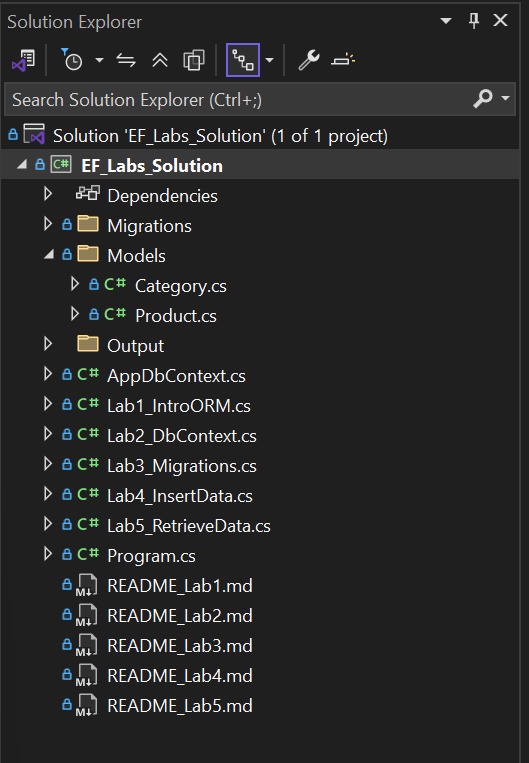 Solution Explorer
Search Solution Explorer (Ctrl+;)
Solution 'EF_Labs_Solution' (1 of 1 project)
C# EF_Labs_Solution
Dependencies
Migrations
Models
C# Category.cs
C# Product.cs
Output
C# AppDbContext.cs
C# Lab1_IntroORM.cs
C# Lab2_DbContext.cs
C# Lab3_Migrations.cs
C# Lab4_InsertData.cs
C# Lab5_RetrieveData.cs
C# Program.cs
M↓ README_Lab1.md
M↓ README_Lab2.md
M↓ README_Lab3.md
M↓ README_Lab4.md
M↓ README_Lab5.md